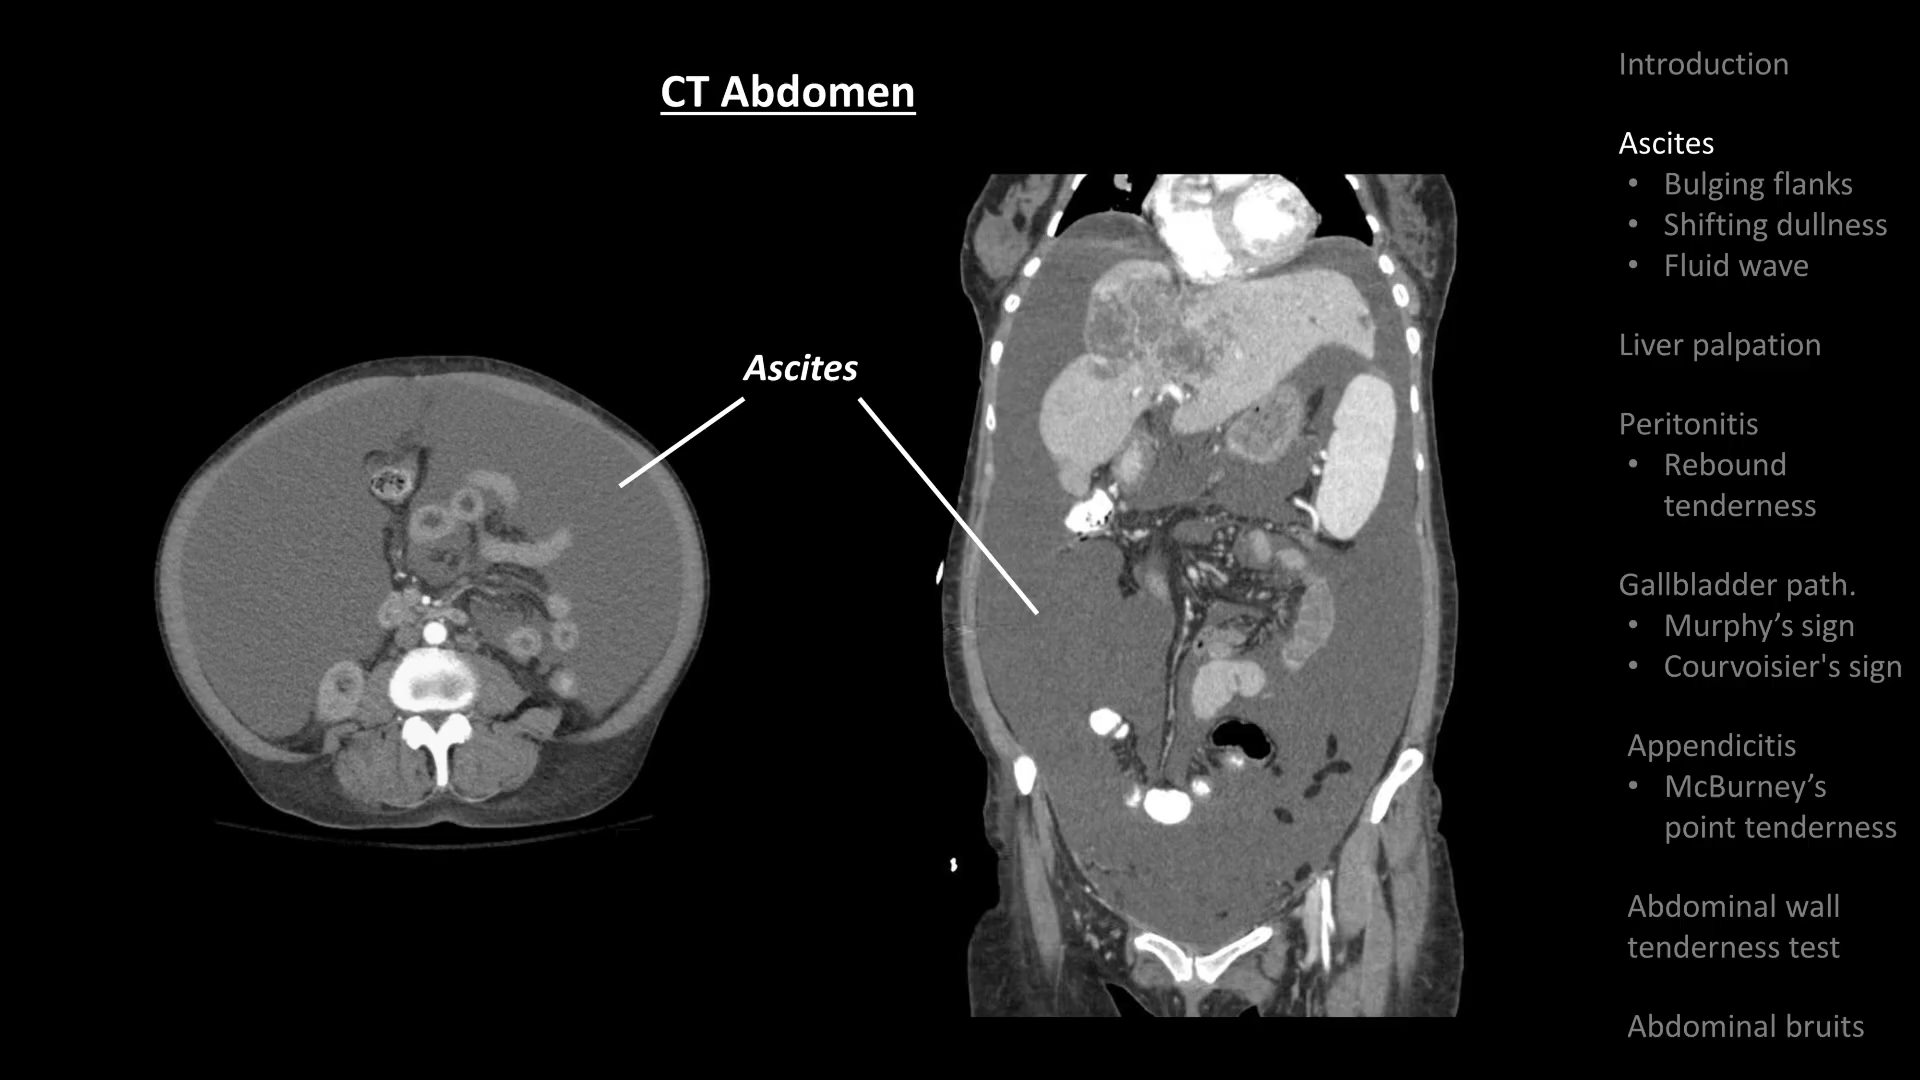 CT Abdomen
Ascites
Introduction
Ascites
• Bulging flanks
• Shifting dullness
• Fluid wave
Liver palpation
Peritonitis
• Rebound
tenderness
Gallbladder path.
• Murphy’s sign
• Courvoisier's sign
Appendicitis
• McBurney’s
point tenderness
Abdominal wall
tenderness test
Abdominal bruits